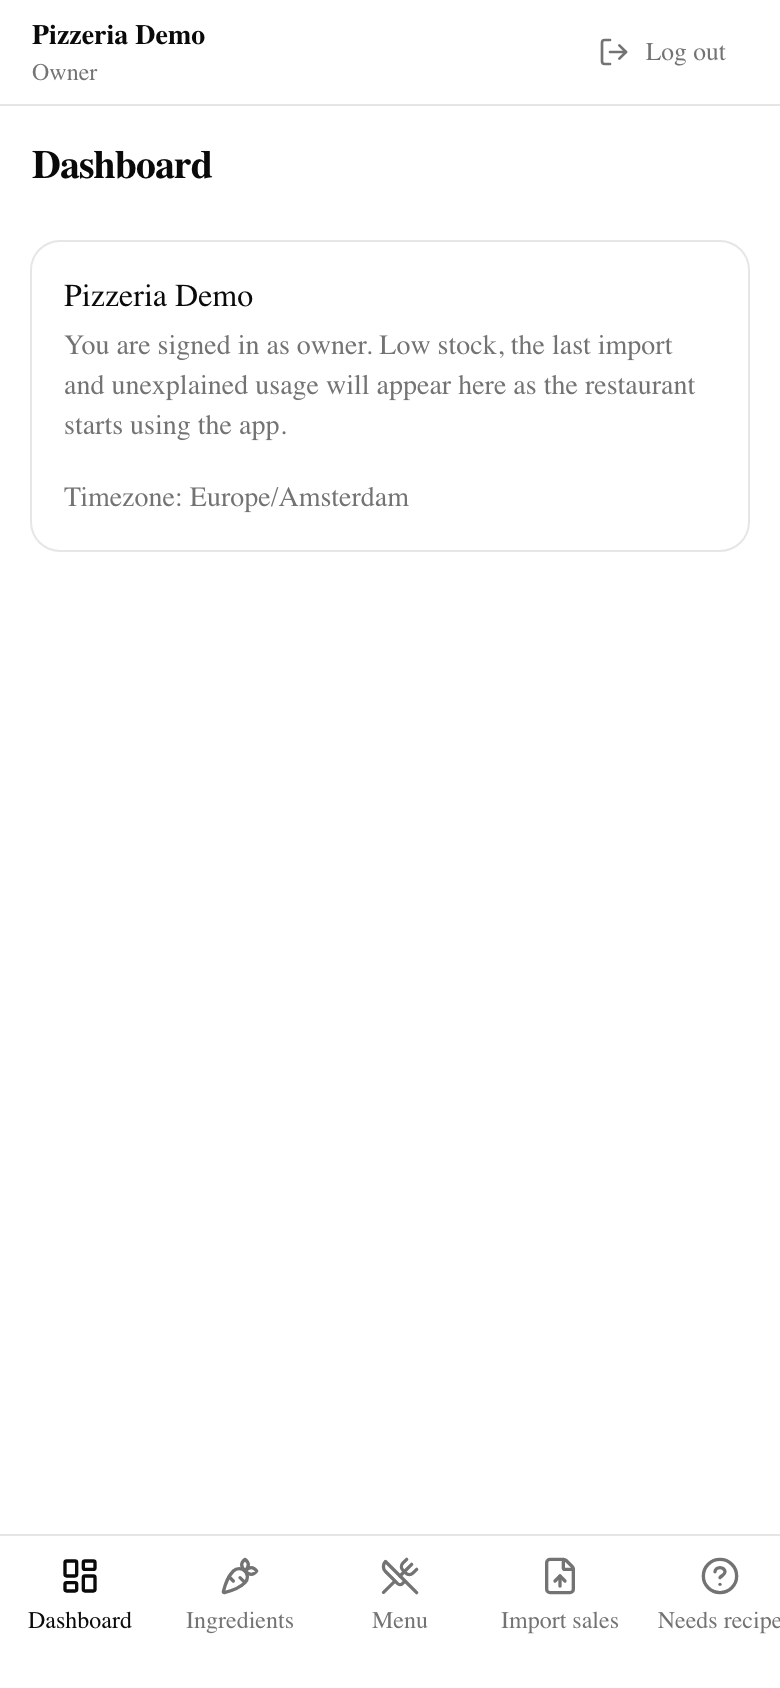 Pizzeria Demo
Owner
Log out
Dashboard
Pizzeria Demo
You are signed in as owner. Low stock, the last import
and unexplained usage will appear here as the restaurant
starts using the app.
Timezone: Europe/Amsterdam
Dashboard
Ingredients
Menu
Import sales
Needs recipe